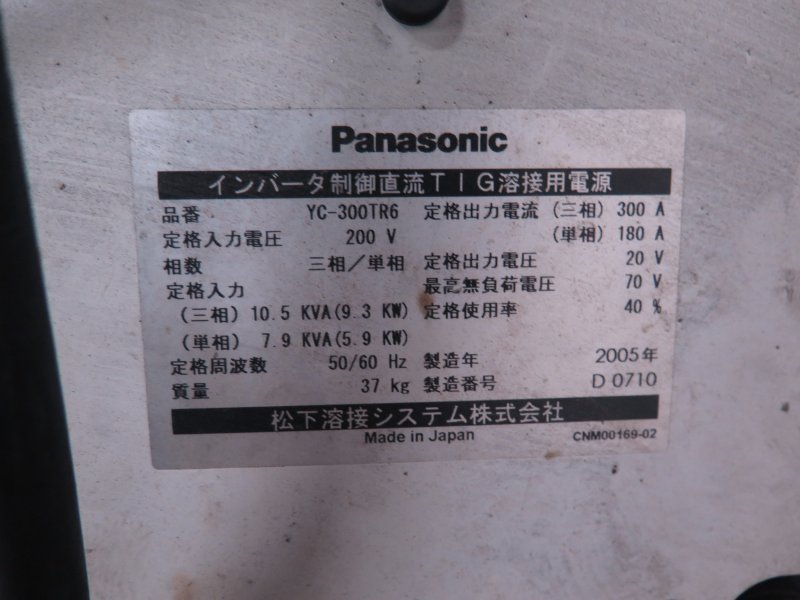 Panasonic
インバータ制御直流TIG溶接用電源
品番 YC-300TR6 定格出力電流 (三相) 300 A
定格入力電圧 200 V (単相) 180 A
相数 三相/単相 定格出力電圧 20 V
定格入力 最高無負荷電圧 70 V
(三相) 10.5 KVA(9.3 KW) 定格使用率 40 %
(単相) 7.9 KVA(5.9 KW)
定格周波数 50/60 Hz 製造年 2005年
質量 37 kg 製造番号 D 0710
松下溶接システム株式会社
Made in Japan CNM00169-02